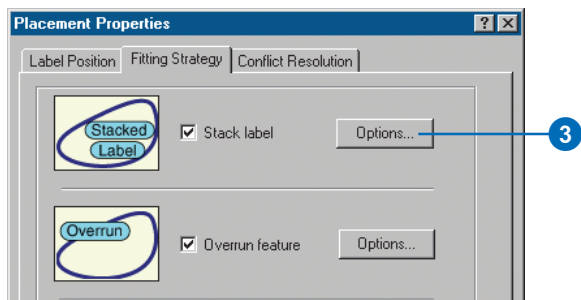 Placement Properties
Label Position Fitting Strategy Conflict Resolution
Stacked
Label
Stack label
Options...
3
Overrun
Overrun feature
Options...